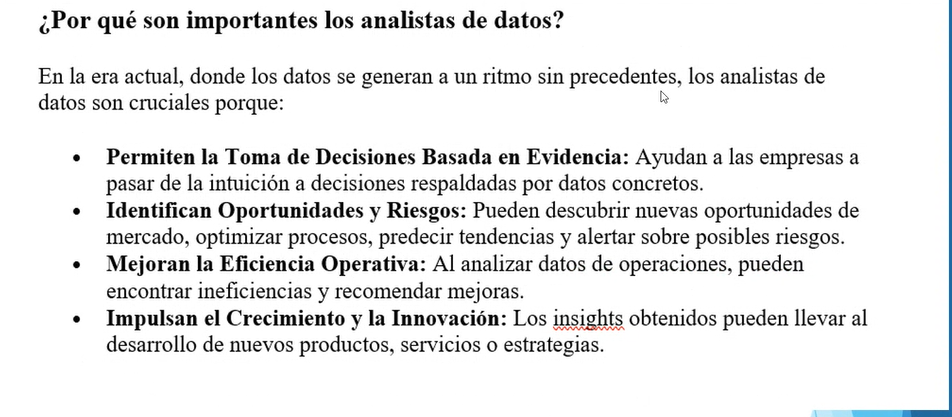 ¿Por qué son importantes los analistas de datos?
En la era actual, donde los datos se generan a un ritmo sin precedentes, los analistas de
datos son cruciales porque:
• Permiten la Toma de Decisiones Basada en Evidencia: Ayudan a las empresas a
pasar de la intuición a decisiones respaldadas por datos concretos.
• Identifican Oportunidades y Riesgos: Pueden descubrir nuevas oportunidades de
mercado, optimizar procesos, predecir tendencias y alertar sobre posibles riesgos.
• Mejoran la Eficiencia Operativa: Al analizar datos de operaciones, pueden
encontrar ineficiencias y recomendar mejoras.
• Impulsan el Crecimiento y la Innovación: Los insights obtenidos pueden llevar al
desarrollo de nuevos productos, servicios o estrategias.